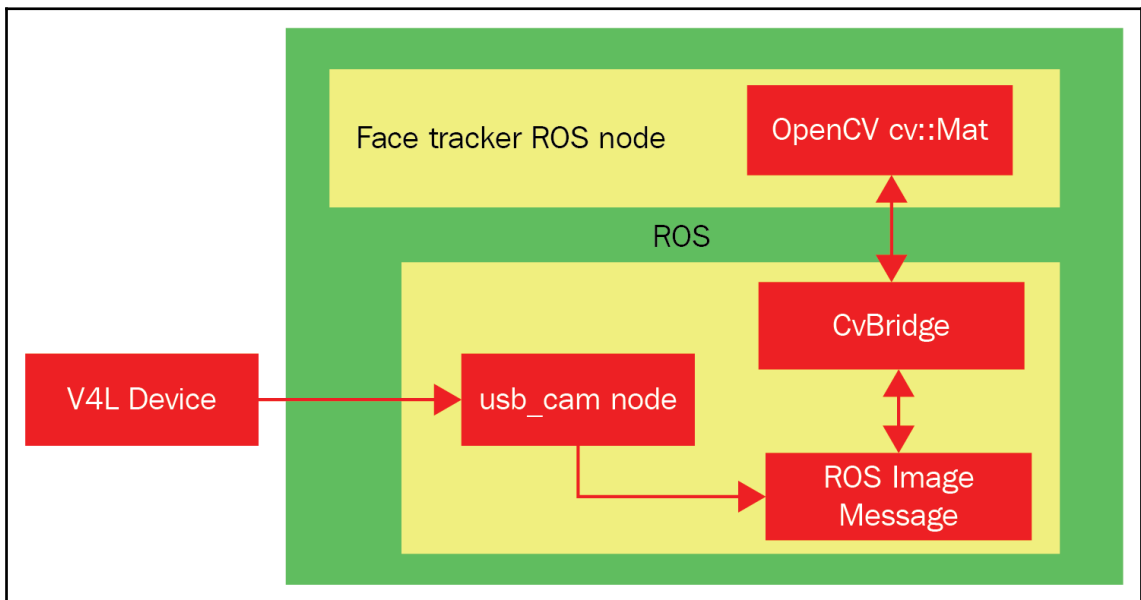 Face tracker ROS node
OpenCV cv::Mat
ROS
CvBridge
V4L Device
usb_cam node
ROS Image
Message